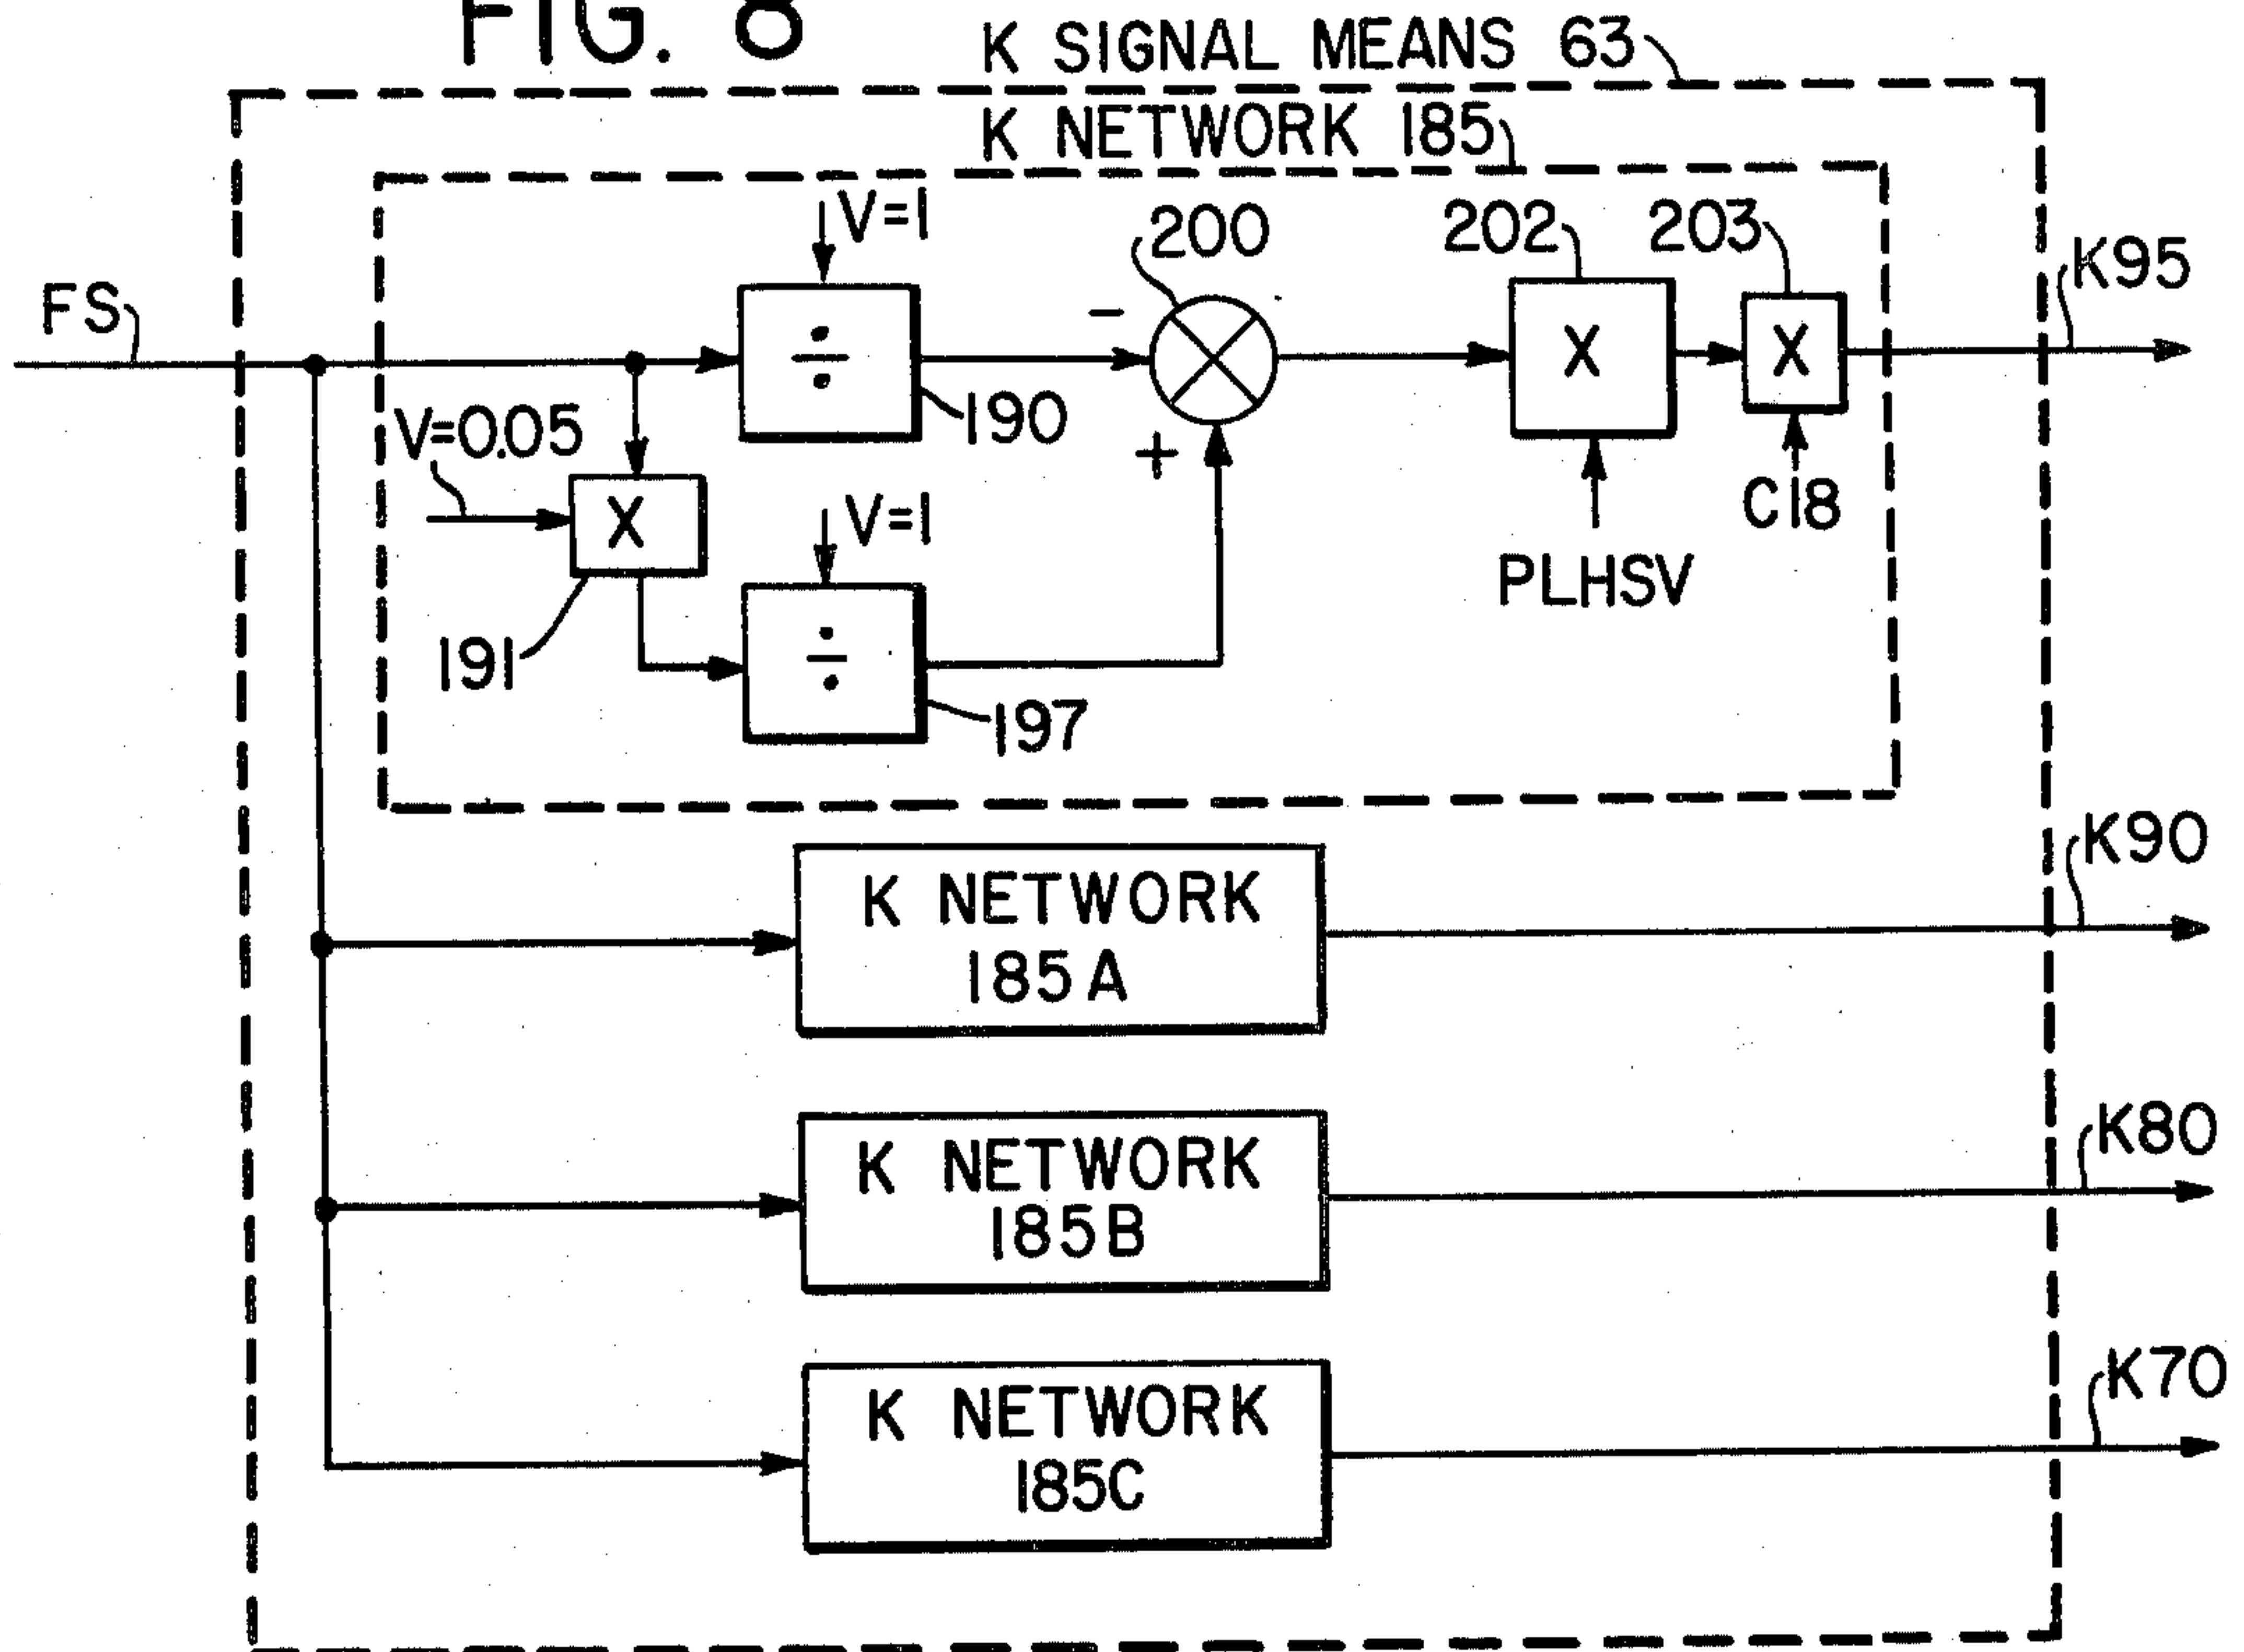 FIG. 8
K SIGNAL MEANS 63
K NETWORK 185
V=1
200
202
203
K95
FS
÷
X
X
-
190
V=0.05
+
X
V=1
C18
PLHSV
191
÷
197
K90
K NETWORK
185A
K80
K NETWORK
185B
K70
K NETWORK
185C